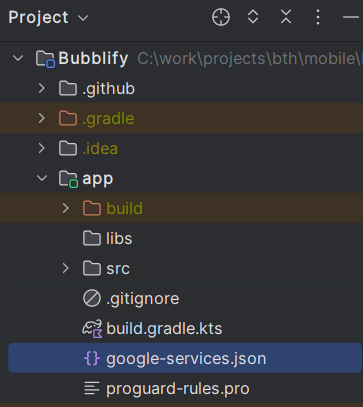 Project
Bubblify C:\work\projects\bth\mobile\
.github
.gradle
.idea
app
build
libs
src
.gitignore
build.gradle.kts
google-services.json
proguard-rules.pro